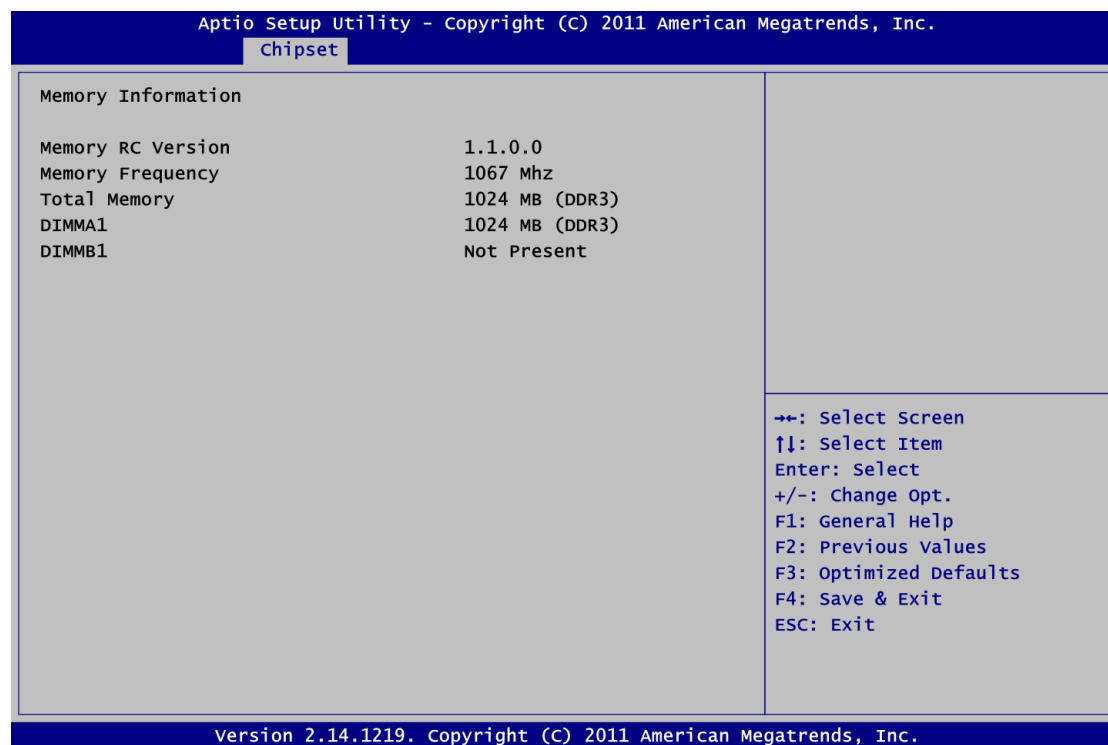 Aptio Setup Utility - Copyright (C) 2011 American Megatrends, Inc.
Chipset
Memory Information
Memory RC Version 1.1.0.0
Memory Frequency 1067 Mhz
Total Memory 1024 MB (DDR3)
DIMMA1 1024 MB (DDR3)
DIMMB1 Not Present
→←: Select Screen
↑↓: Select Item
Enter: Select
+/-: Change Opt.
F1: General Help
F2: Previous Values
F3: Optimized Defaults
F4: Save & Exit
ESC: Exit
Version 2.14.1219. Copyright (C) 2011 American Megatrends, Inc.